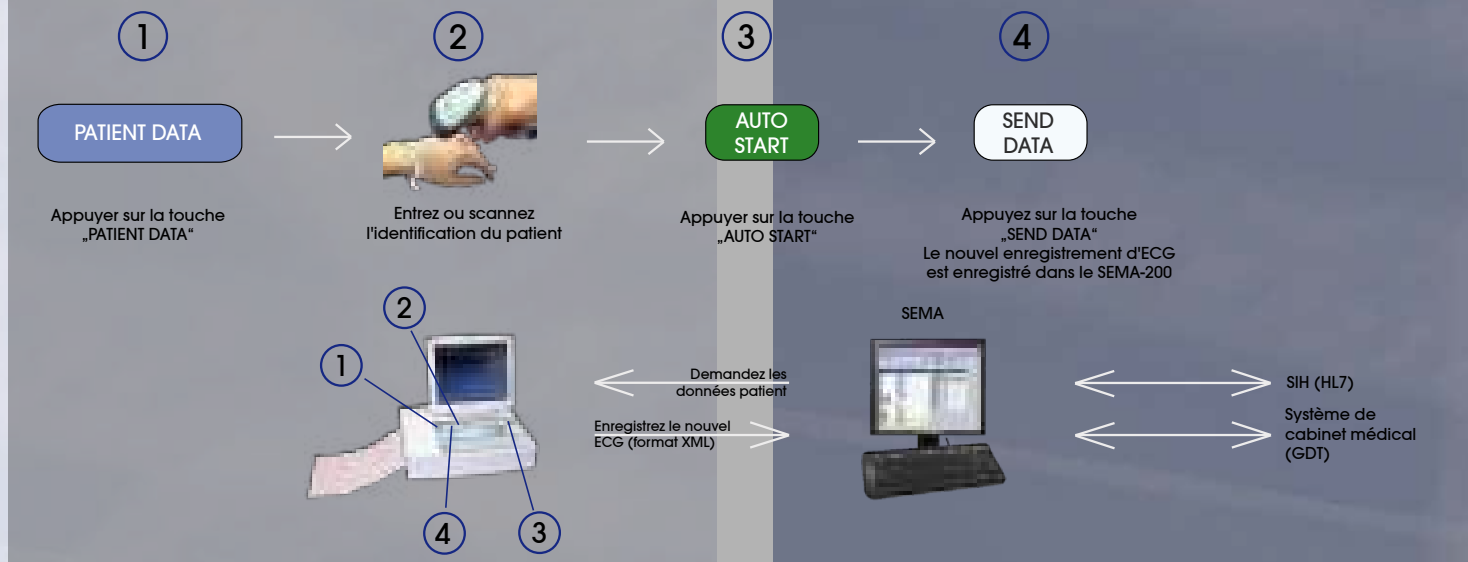 1
2
3
4
PATIENT DATA
AUTO
START
SEND
DATA
Appuyer sur la touche
„PATIENT DATA“
Entrez ou scannez
l'identification du patient
Appuyer sur la touche
„AUTO START“
Appuyez sur la touche
„SEND DATA“
Le nouvel enregistrement d'ECG
est enregistré dans le SEMA-200
2
1
4
3
SEMA
Demandez les
données patient
Enregistrez le nouvel
ECG (format XML)
SIH (HL7)
Système de
cabinet médical
(GDT)